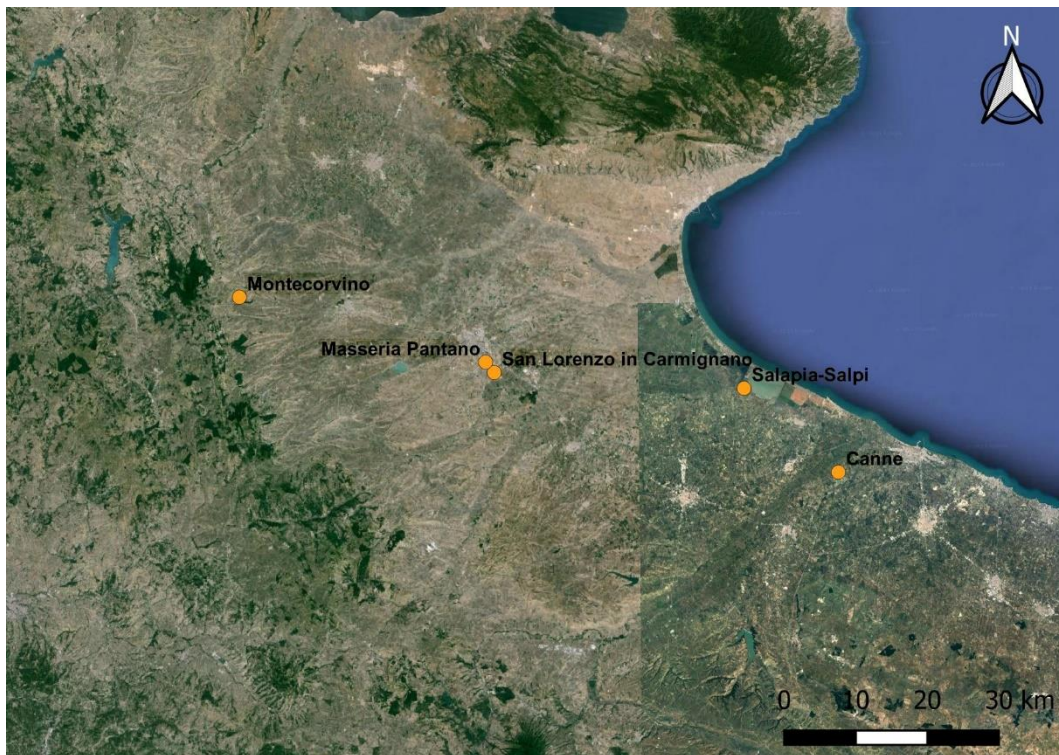 N
Montecorvino
Masseria Pantano
San Lorenzo in Carmignano
Salapia-Salpi
Canne
0 10 20 30 km